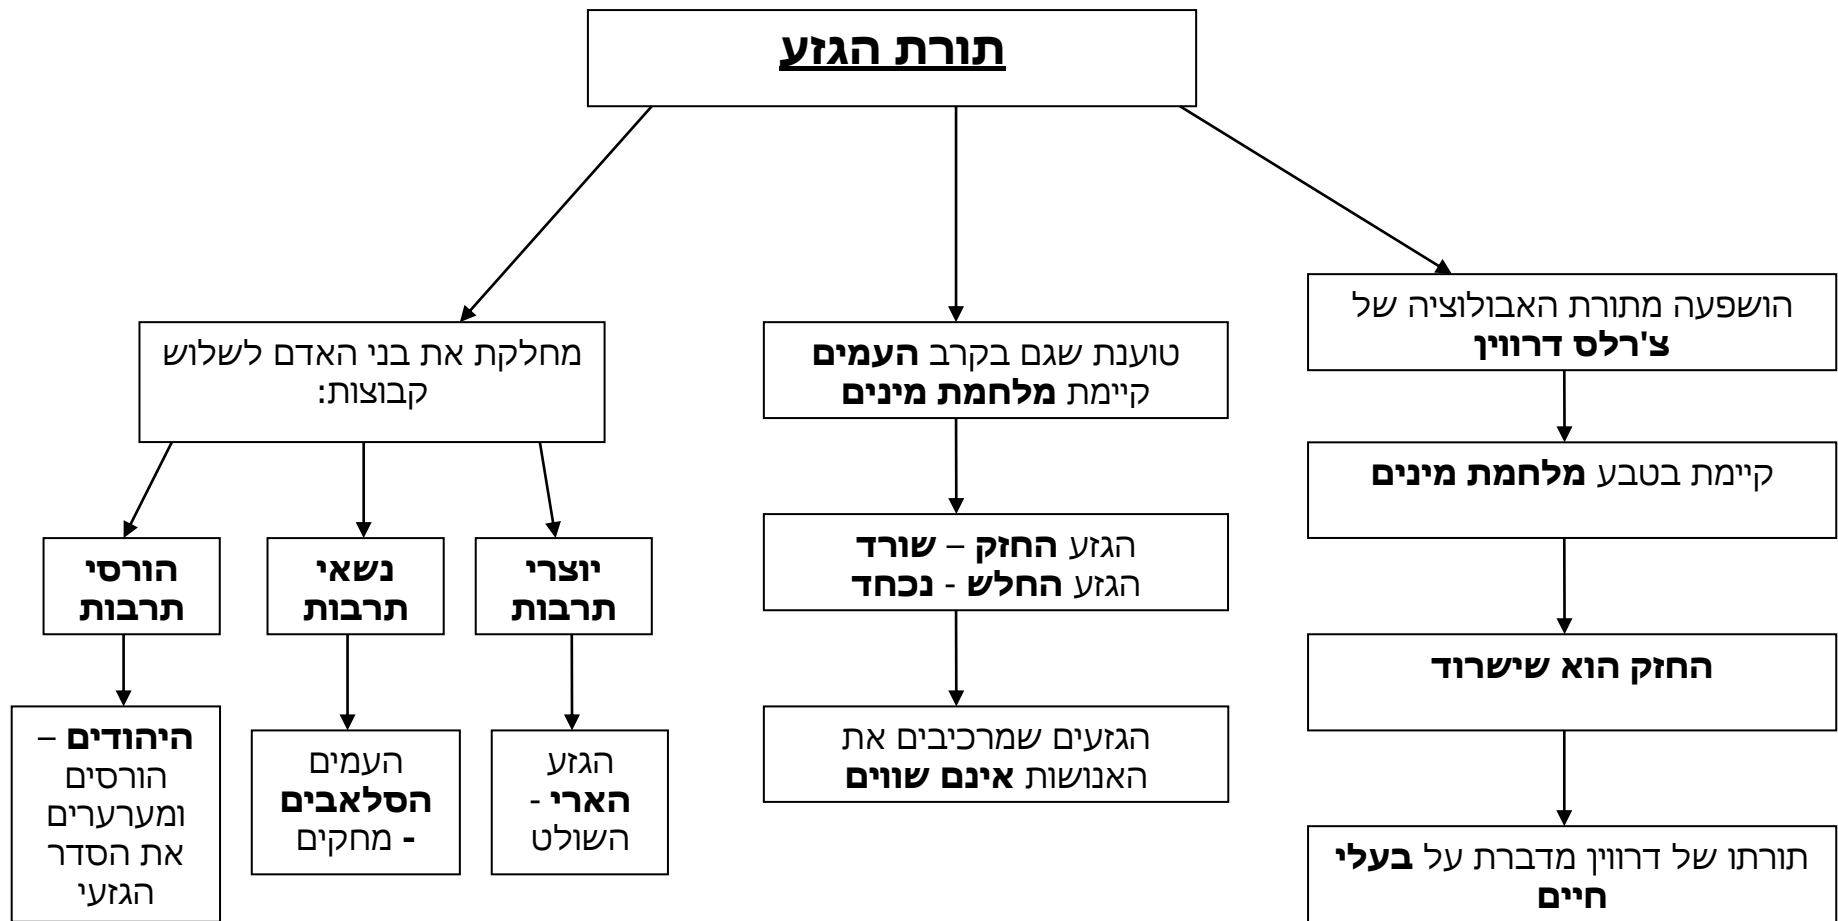 תורת הגזע
הושפעה מתורת האבולוציה של
צ'רלס דרווין
קיימת בטבע מלחמת מינים
החזק הוא שישרוד
תורתו של דרווין מדברת על בעלי
חיים
טוענת שגם בקרב העמים
קיימת מלחמת מינים
הגזע החזק – שורד
הגזע החלש - נכחד
הגזעים שמרכיבים את
האנושות אינם שווים
מחלקת את בני האדם לשלוש
קבוצות:
יוצרי
תרבות
הגזע
הארי -
השולט
נשאי
תרבות
העמים
הסלאבים
- מחקים
הורסי
תרבות
היהודים –
הורסים
ומערערים
את הסדר
הגזעי